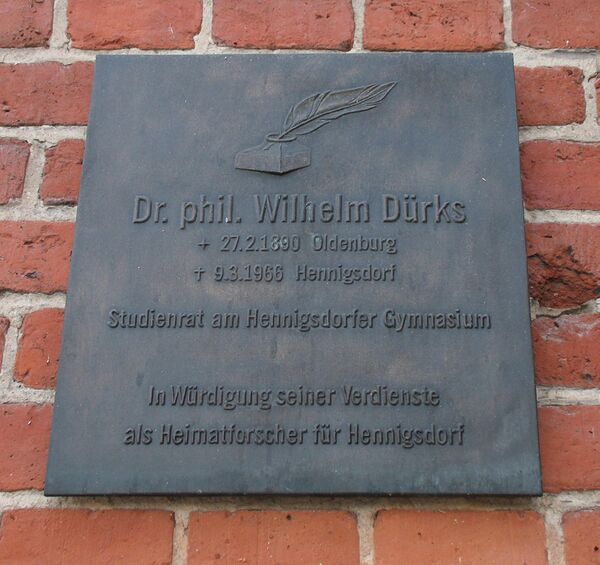 Dr. phil. Wilhelm Dürks
+ 27.2.1890 Oldenburg
+ 9.3.1966 Hennigsdorf
Studienrat am Hennigsdorfer Gymnasium
In Würdigung seiner Verdienste
als Heimatforscher für Hennigsdorf